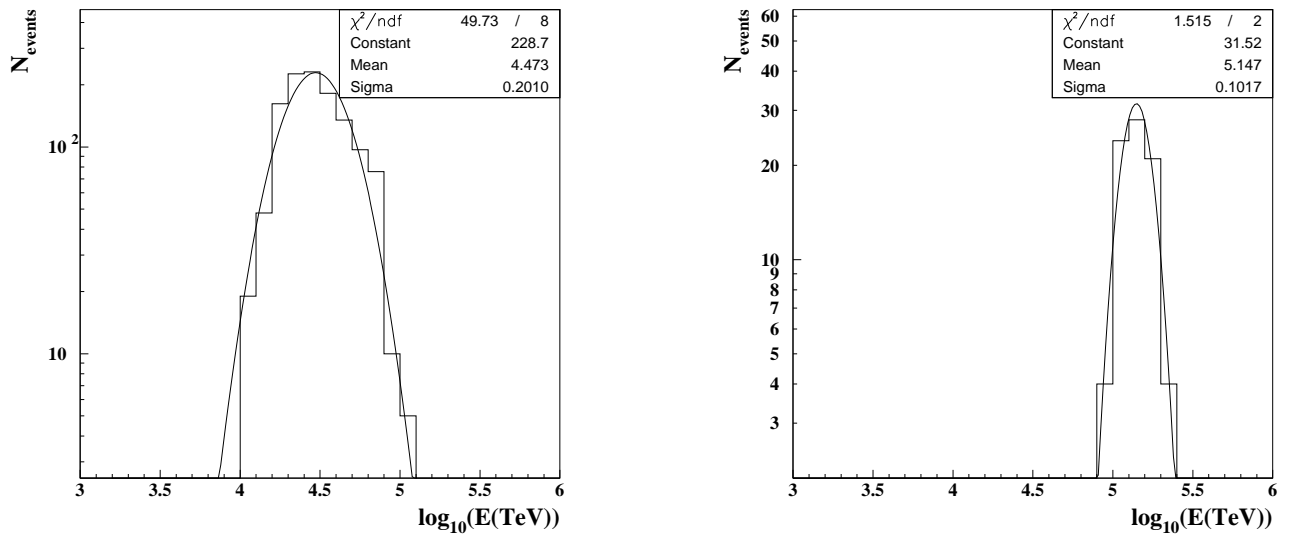 χ²/ndf 49.73 / 8
Constant 228.7
Mean 4.473
Sigma 0.2010
N_events
10²
10
3 3.5 4 4.5 5 5.5 6
log₁₀(E(TeV))
χ²/ndf 1.515 / 2
Constant 31.52
Mean 5.147
Sigma 0.1017
N_events
60
50
40
30
20
10
9
8
7
6
5
4
3
3 3.5 4 4.5 5 5.5 6
log₁₀(E(TeV))